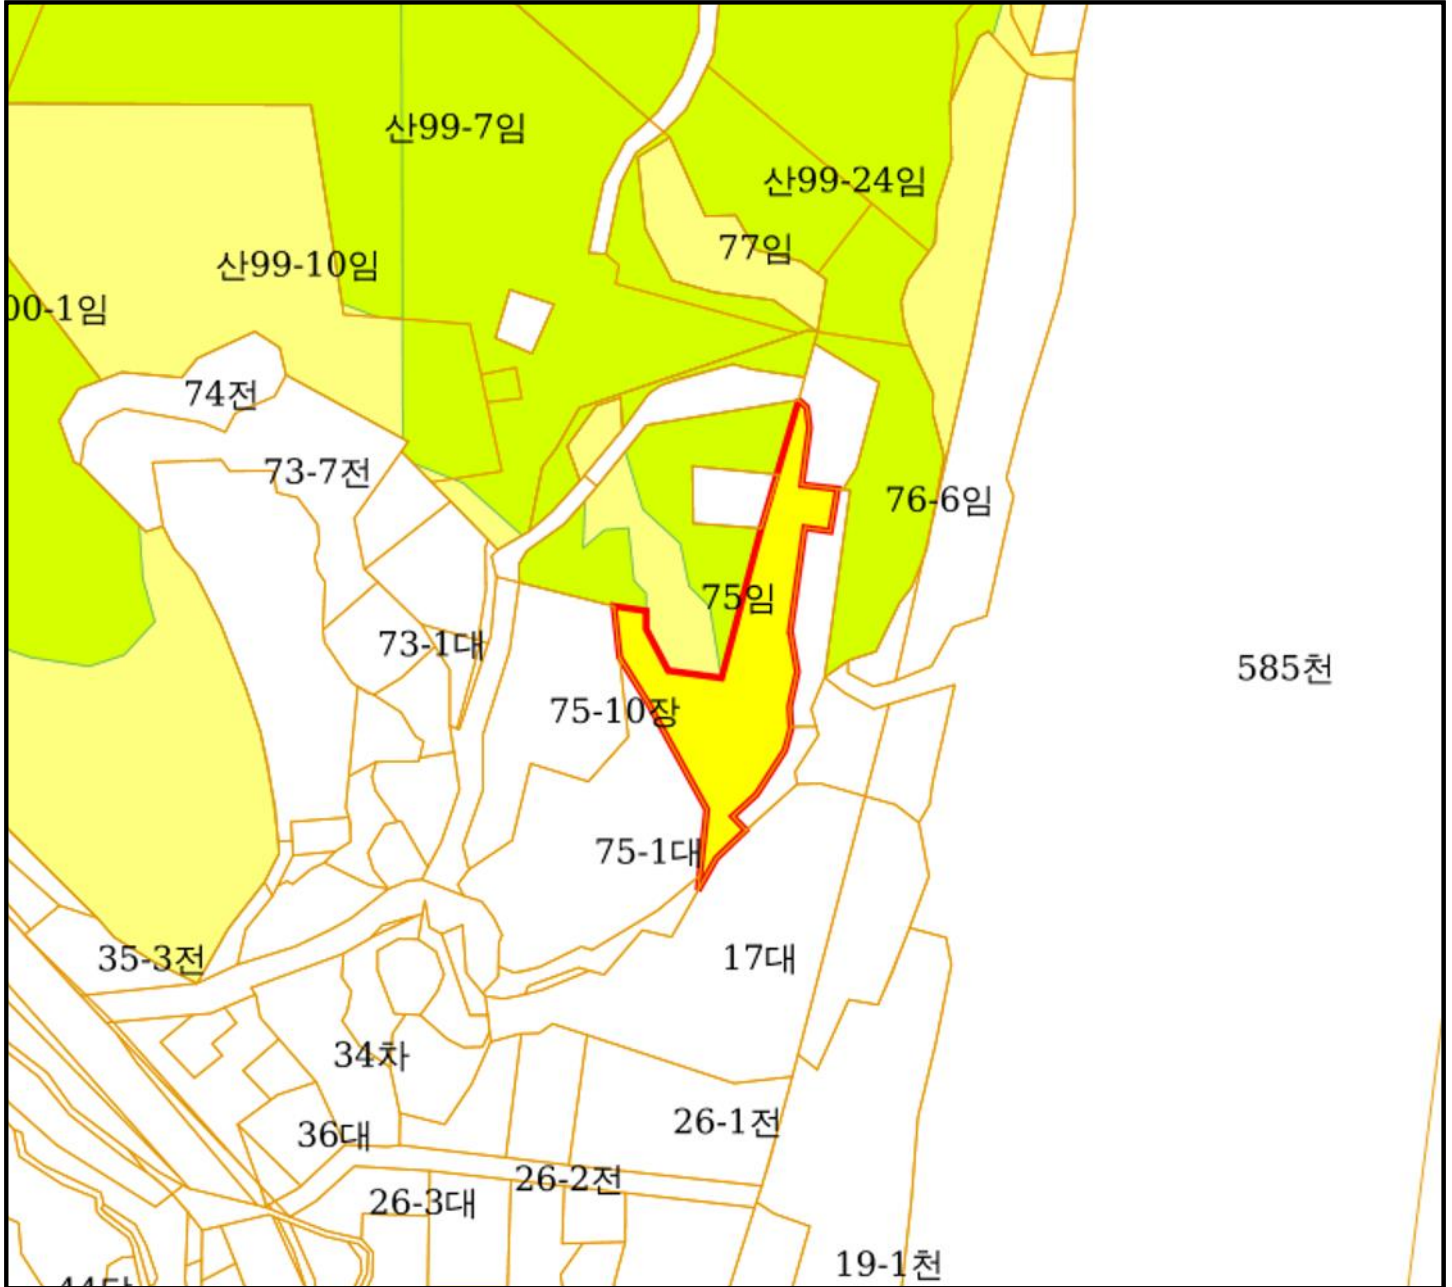 산99-7임
산99-24임
77임
산99-10임
00-1임
74전
73-7전
76-6임
75임
73-1대
585천
75-10장
75-1대
35-3전
17대
34차
26-1전
36대
26-2전
26-3대
19-1천